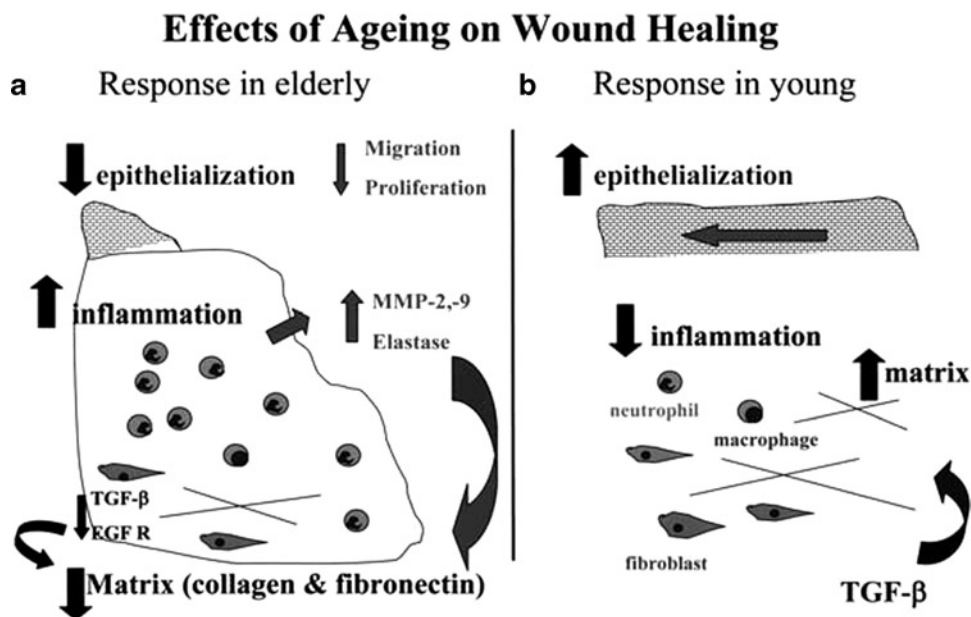 Effects of Ageing on Wound Healing
a Response in elderly
epithelialization
Migration
Proliferation
inflammation
MMP-2,-9
Elastase
TGF-β
EGF R
Matrix (collagen & fibronectin)
b Response in young
epithelialization
inflammation
matrix
neutrophil
macrophage
fibroblast
TGF-β